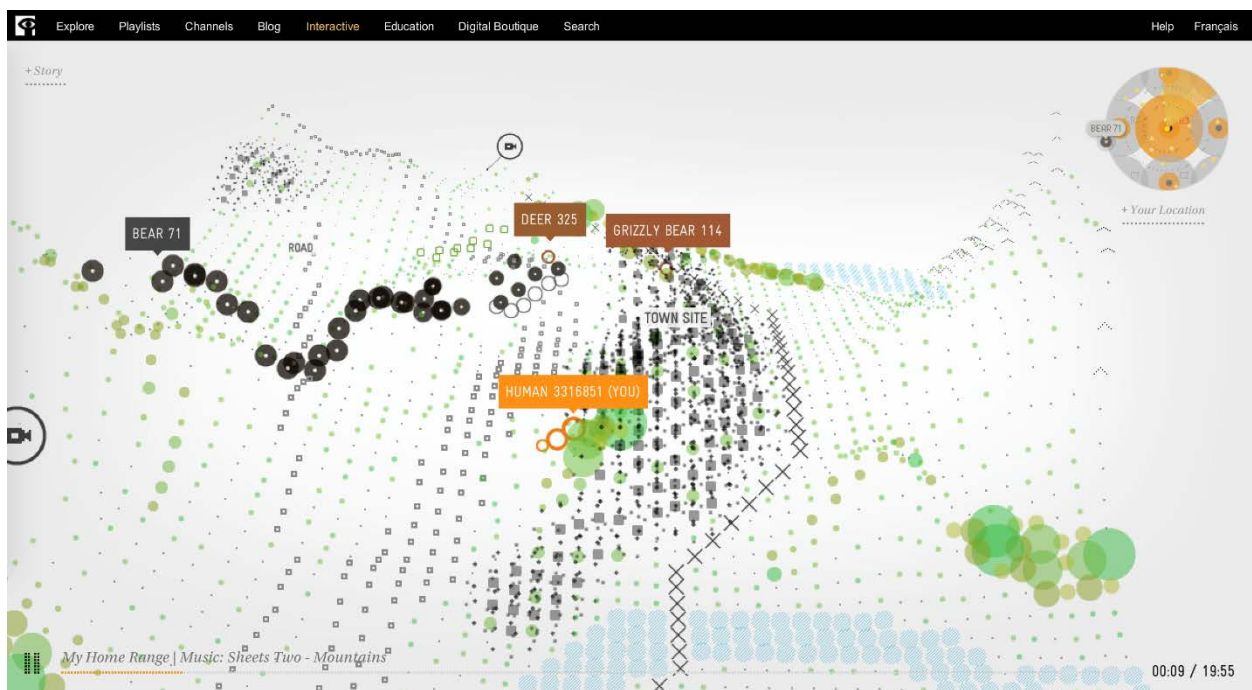 Explore Playlists Channels Blog Interactive Education Digital Boutique Search Help Français
+ Story
BEAR 71
+ Your Location
DEER 325
GRIZZLY BEAR 114
BEAR 71
ROAD
TOWN SITE
HUMAN 3316851 (YOU)
My Home Range | Music: Sheets Two - Mountains
00:09 / 19:55